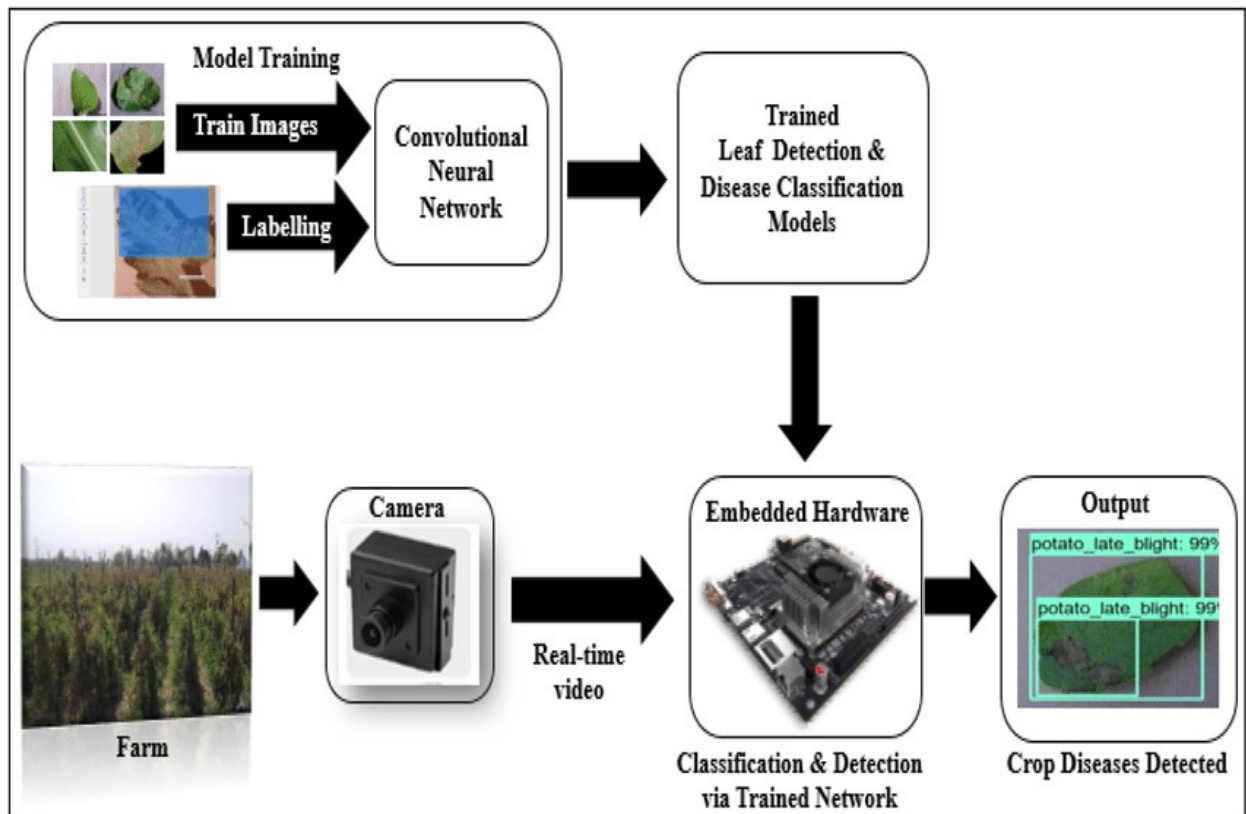 Model Training
Train Images
Labelling
Convolutional
Neural
Network
Trained
Leaf Detection &
Disease Classification
Models
Farm
Camera
Real-time
video
Embedded Hardware
Classification & Detection
via Trained Network
Output
potato_late_blight: 99%
potato_late_blight: 99%
Crop Diseases Detected